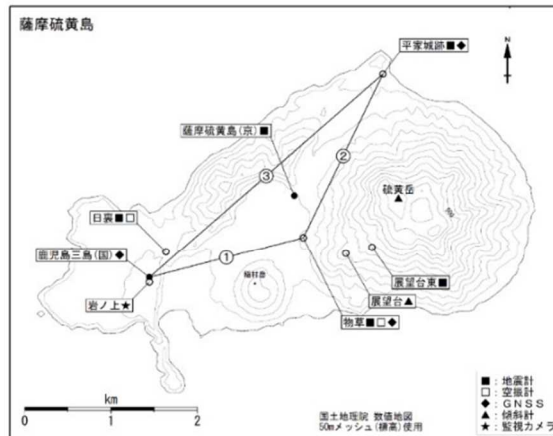 薩摩硫黄島
平家城跡■◆
N
薩摩硫黄島(京)■
②
③
硫黄岳
500
日裏■□
鹿児島三島(国)◆
①
稲村岳
展望台東■
岩ノ上★
展望台▲
物草■□◆
km
0 1 2
国土地理院 数値地図
50mメッシュ(標高)使用
■:地震計
□:空振計
◆:GNSS
▲:傾斜計
★:監視カメラ